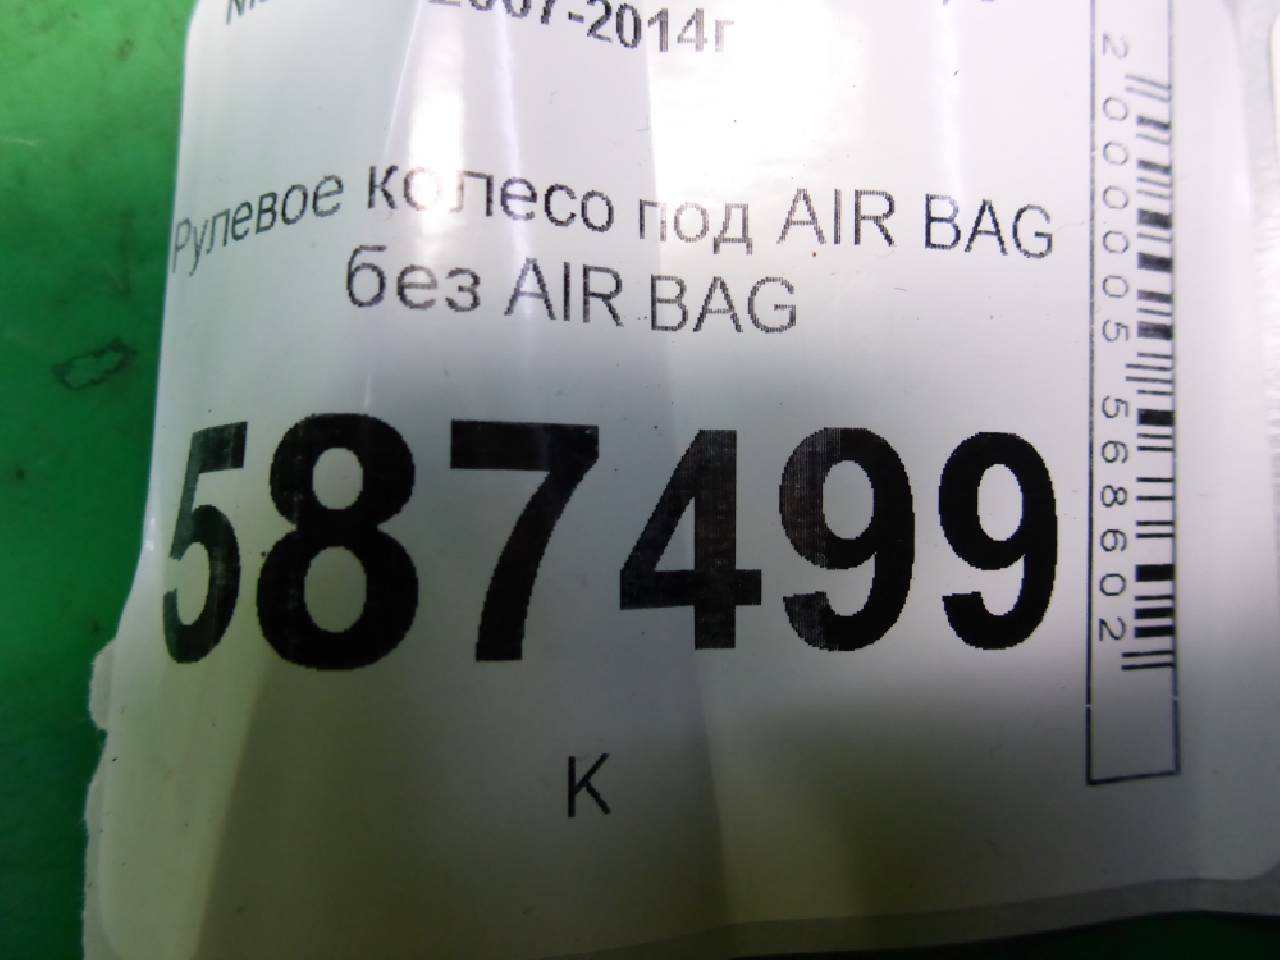 2007-2014г
Рулевое колесо под AIR BAG
без AIR BAG
587499
К
2000005568602